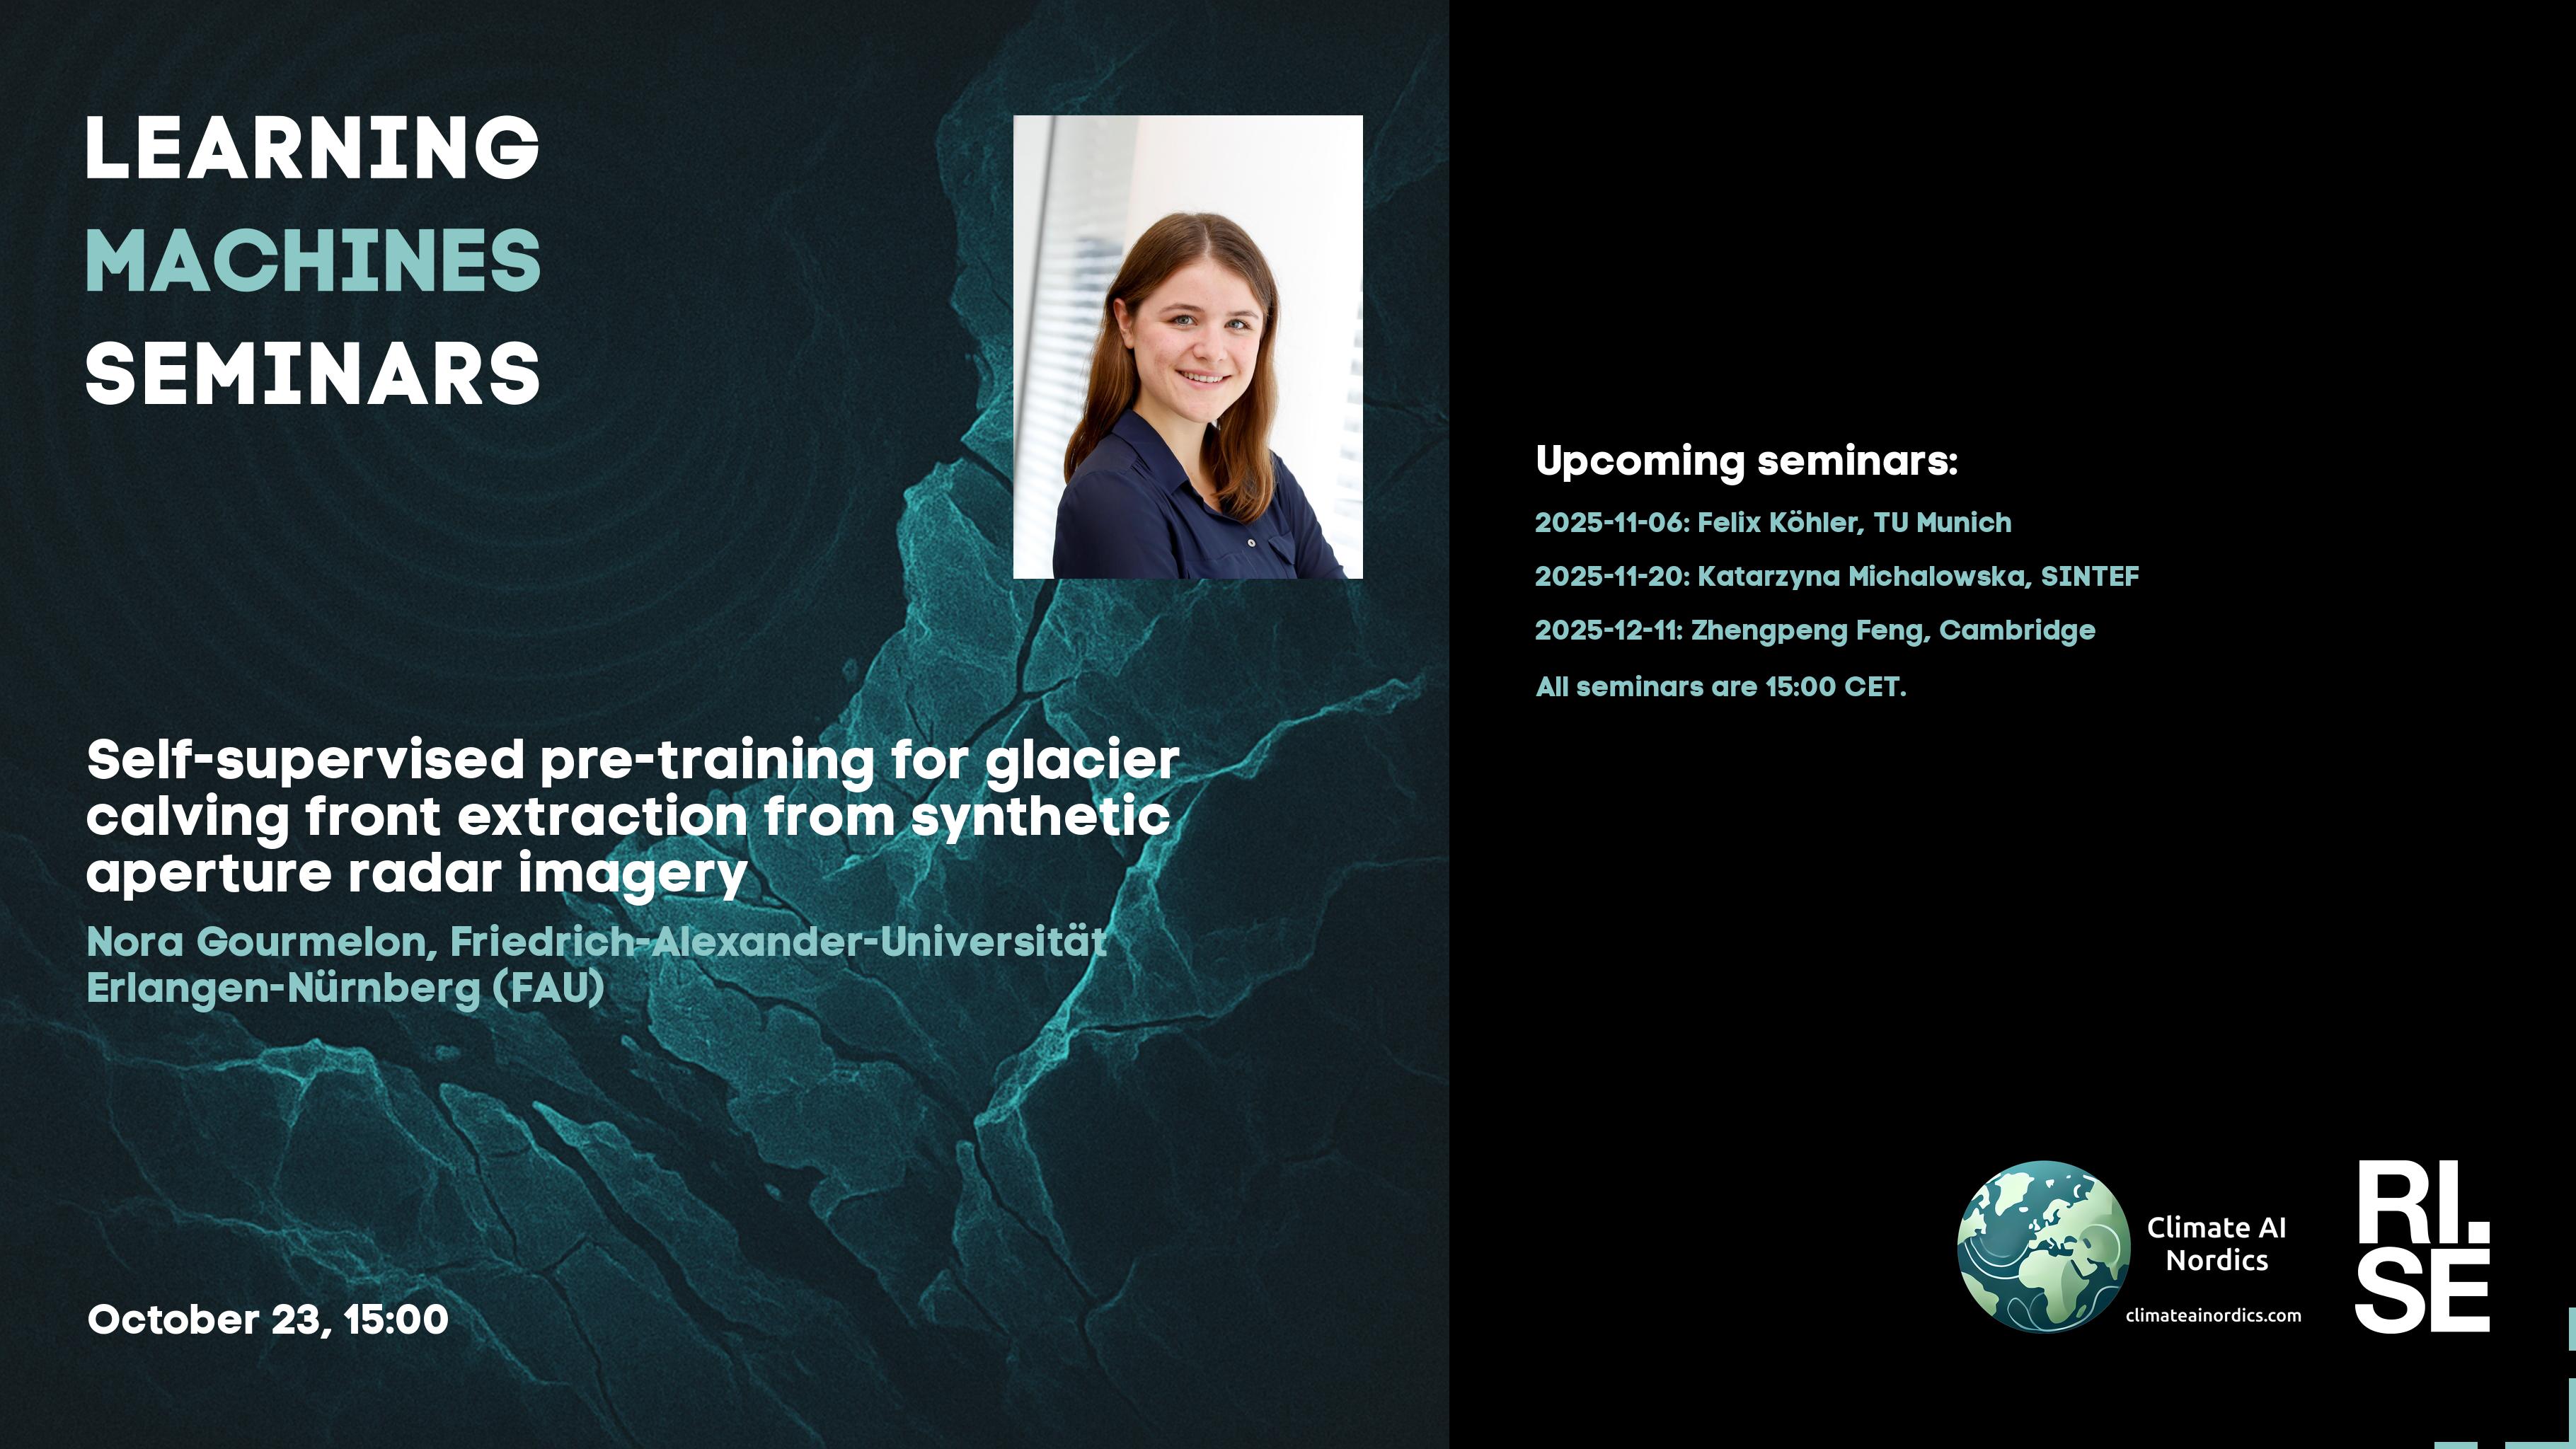 LEARNING
MACHINES
SEMINARS
Self-supervised pre-training for glacier
calving front extraction from synthetic
aperture radar imagery
Nora Gourmelon, Friedrich-Alexander-Universität
Erlangen-Nürnberg (FAU)
October 23, 15:00
Upcoming seminars:
2025-11-06: Felix Köhler, TU Munich
2025-11-20: Katarzyna Michalowska, SINTEF
2025-12-11: Zhengpeng Feng, Cambridge
All seminars are 15:00 CET.
Climate AI
Nordics
climateainordics.com
RI.
SE